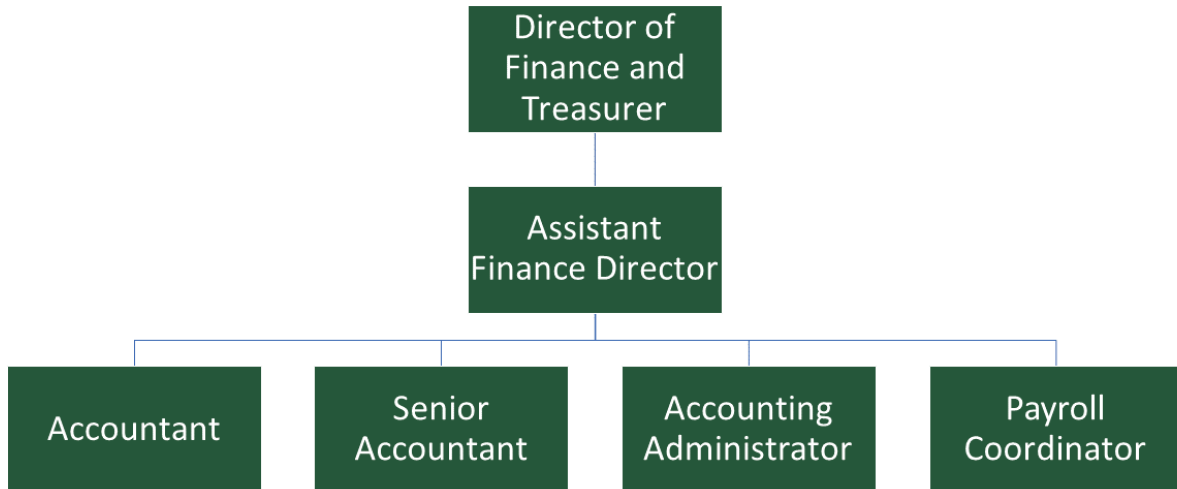 Director of
Finance and
Treasurer
Assistant
Finance Director
Accountant
Senior
Accountant
Accounting
Administrator
Payroll
Coordinator